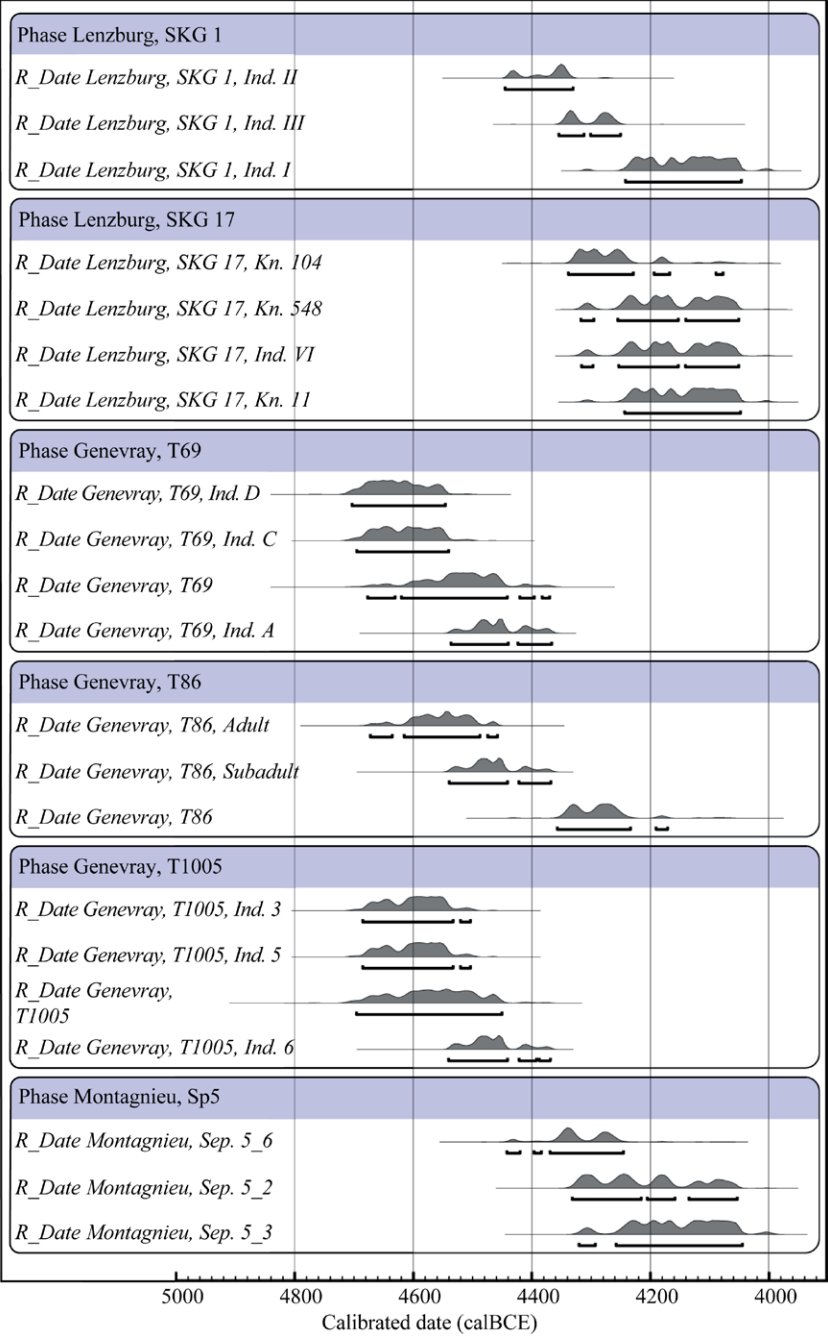 Phase Lenzburg, SKG 1
R_Date Lenzburg, SKG 1, Ind. II
R_Date Lenzburg, SKG 1, Ind. III
R_Date Lenzburg, SKG 1, Ind. I
Phase Lenzburg, SKG 17
R_Date Lenzburg, SKG 17, Kn. 104
R_Date Lenzburg, SKG 17, Kn. 548
R_Date Lenzburg, SKG 17, Ind. VI
R_Date Lenzburg, SKG 17, Kn. 11
Phase Genevray, T69
R_Date Genevray, T69, Ind. D
R_Date Genevray, T69, Ind. C
R_Date Genevray, T69
R_Date Genevray, T69, Ind. A
Phase Genevray, T86
R_Date Genevray, T86, Adult
R_Date Genevray, T86, Subadult
R_Date Genevray, T86
Phase Genevray, T1005
R_Date Genevray, T1005, Ind. 3
R_Date Genevray, T1005, Ind. 5
R_Date Genevray,
T1005
R_Date Genevray, T1005, Ind. 6
Phase Montagnieu, Sp5
R_Date Montagnieu, Sep. 5_6
R_Date Montagnieu, Sep. 5_2
R_Date Montagnieu, Sep. 5_3
5000 4800 4600 4400 4200 4000
Calibrated date (calBCE)